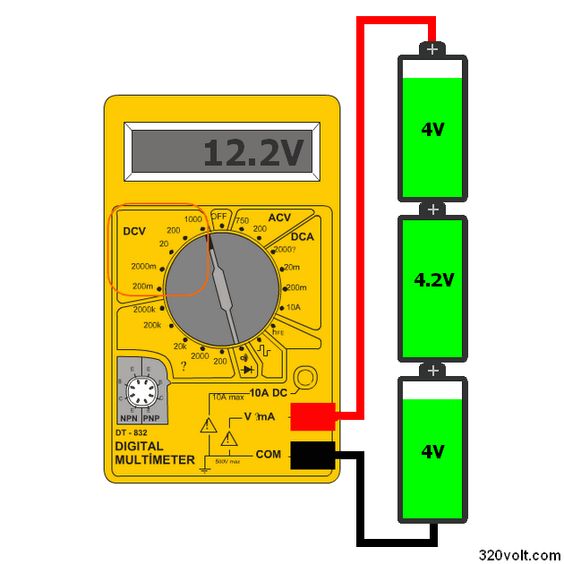 12.2V
DCV
1000
OFF
750
ACV
200
200
DCA
20
2000?
2000m
20m
200m
200m
2000k
10A
200k
hFE
20k
2000
200
?
E
E
B
B
C
C
E
E
NPN
PNP
10A max
10A DC
V ?mA
DT - 832
DIGITAL
MULTİMETER
500V max
COM
+
4V
+
4.2V
+
4V
320volt.com